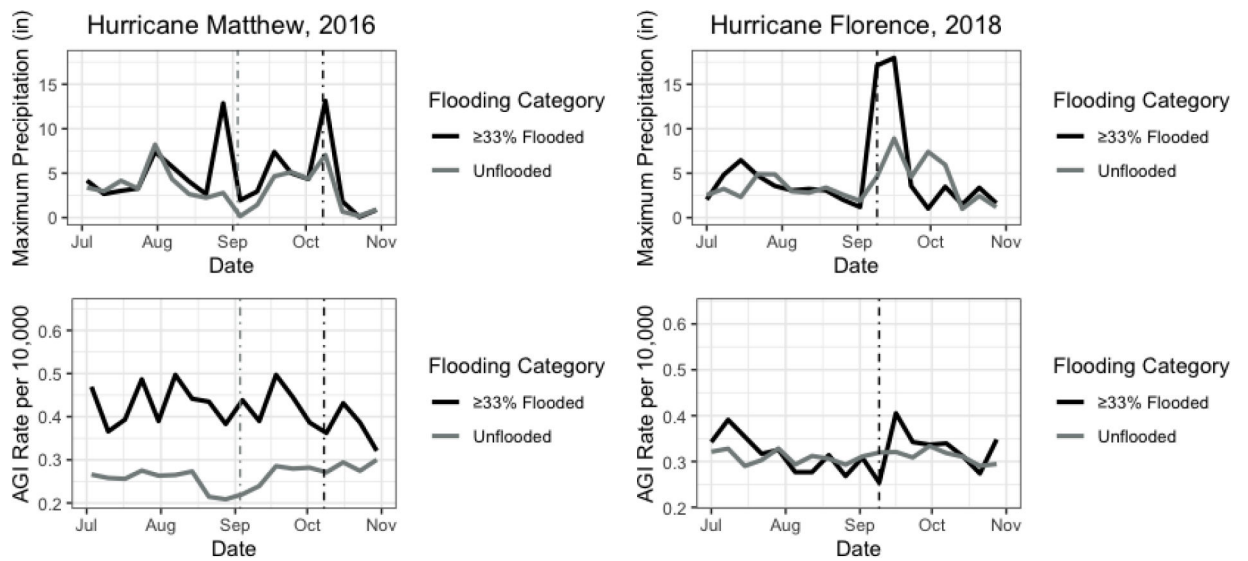 Hurricane Matthew, 2016
Maximum Precipitation (in)
15
10
5
0
Jul Aug Sep Oct Nov
Date
Flooding Category
≥33% Flooded
Unflooded
Hurricane Florence, 2018
Maximum Precipitation (in)
15
10
5
0
Jul Aug Sep Oct Nov
Date
Flooding Category
≥33% Flooded
Unflooded
AGI Rate per 10,000
0.6
0.5
0.4
0.3
0.2
Jul Aug Sep Oct Nov
Date
Flooding Category
≥33% Flooded
Unflooded
AGI Rate per 10,000
0.6
0.5
0.4
0.3
0.2
Jul Aug Sep Oct Nov
Date
Flooding Category
≥33% Flooded
Unflooded